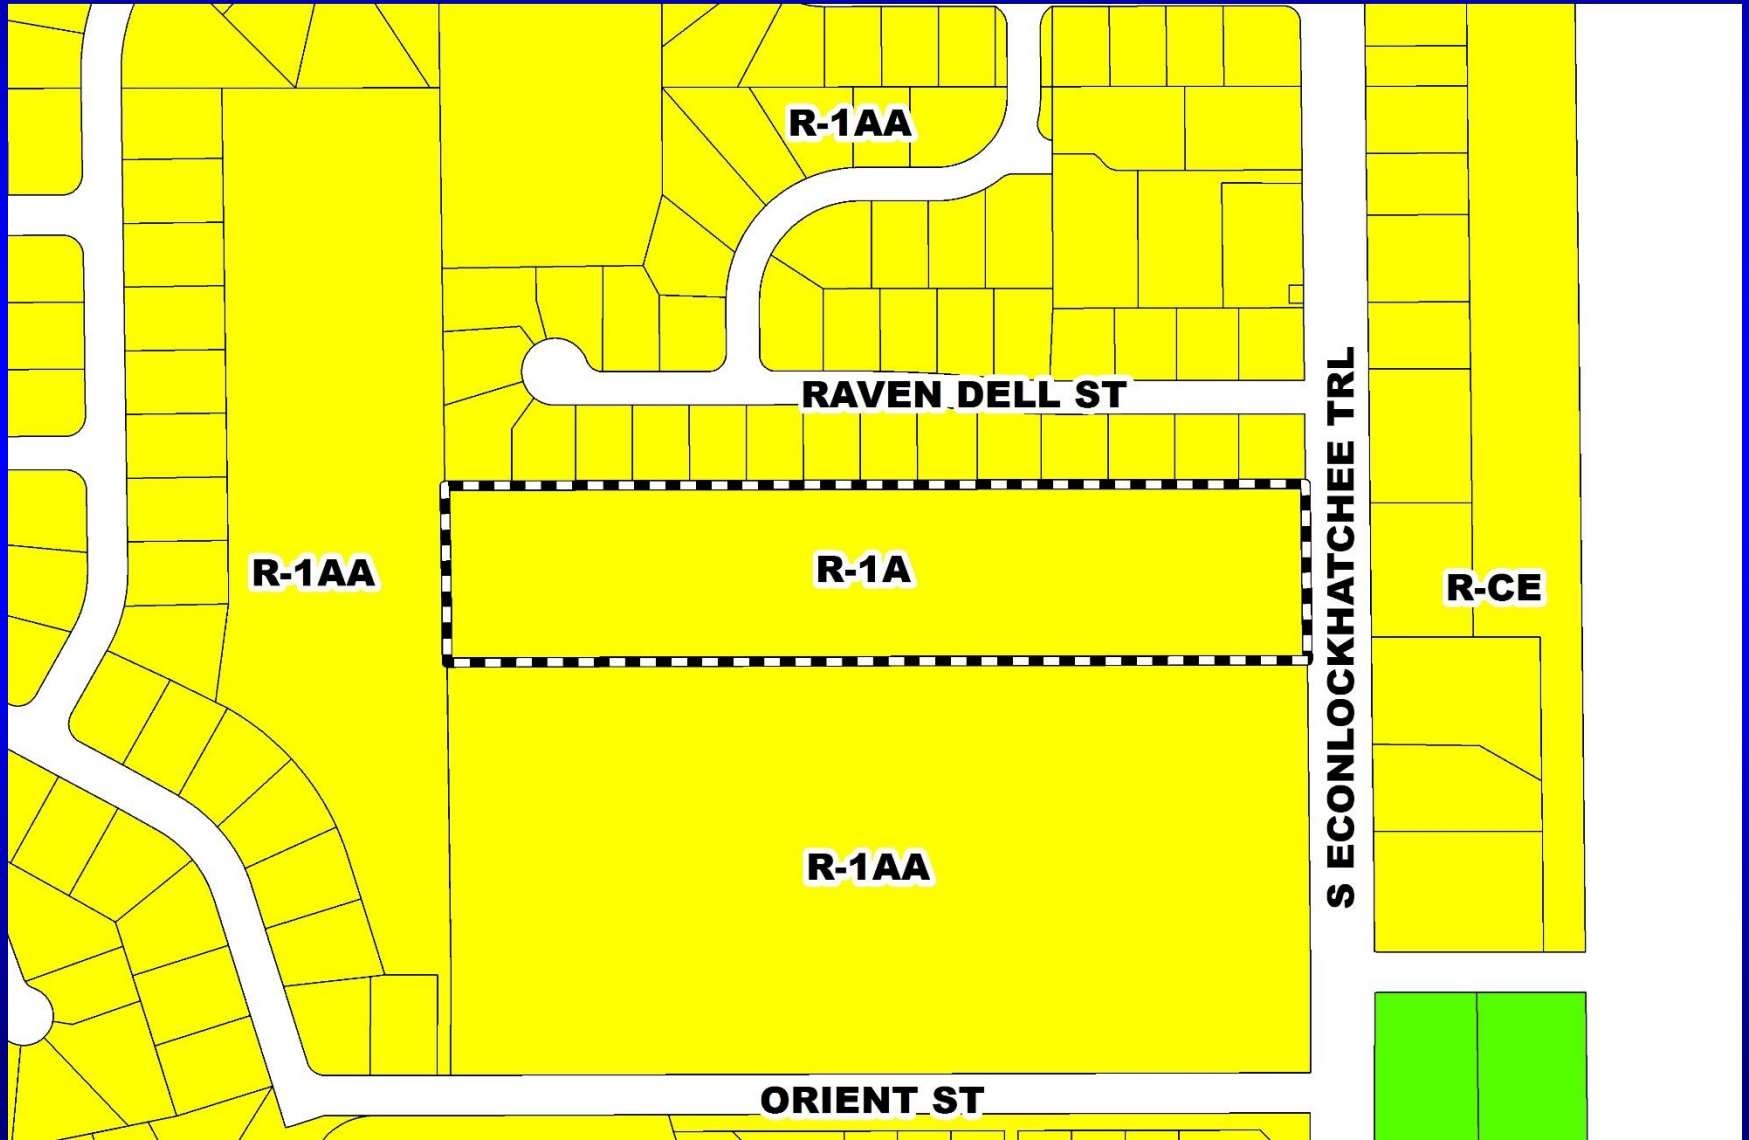 R-1AA
RAVEN DELL ST
S ECONLOCKHATCHEE TRL
R-1AA
R-1A
R-CE
R-1AA
ORIENT ST